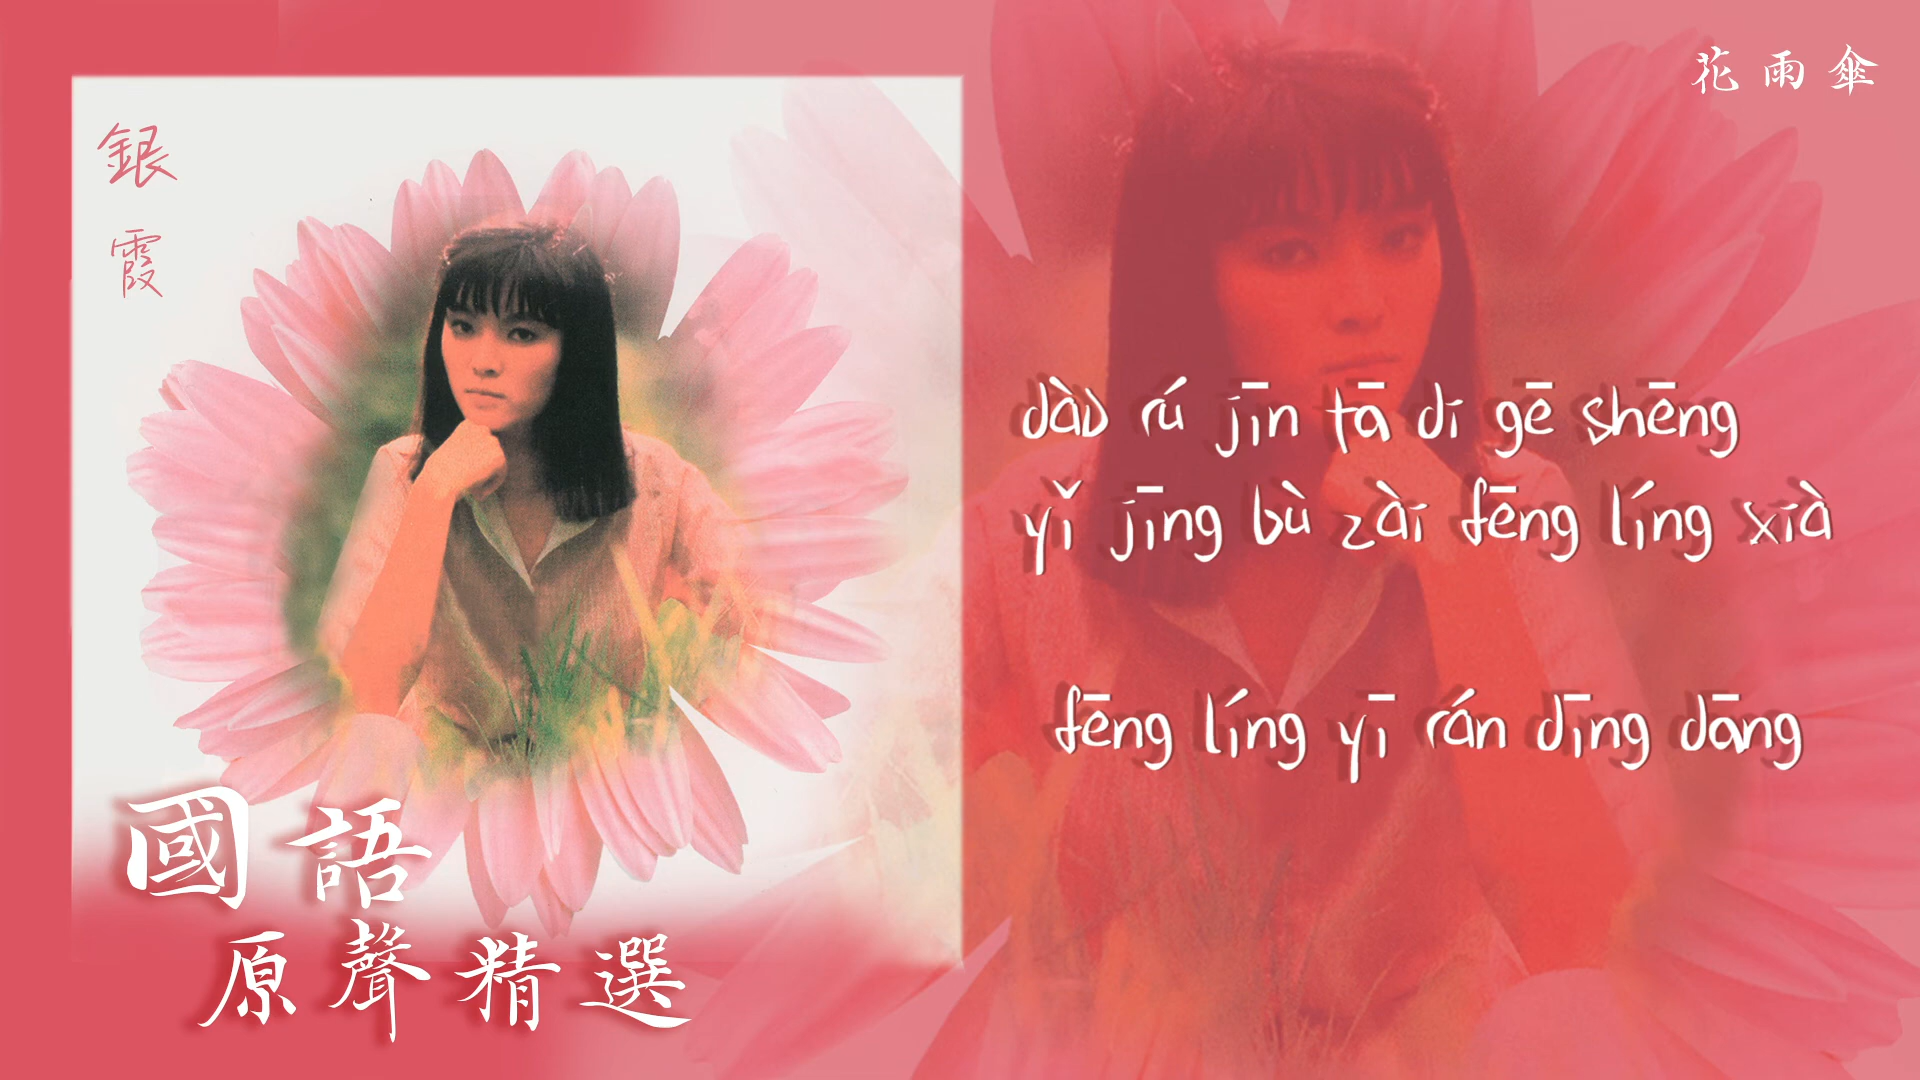 花雨傘
銀霞
dào rú jīn tā dí gē shēng
yǐ jīng bù zài fēng líng xià
fēng líng yī rán dīng dāng
國語
原聲精選